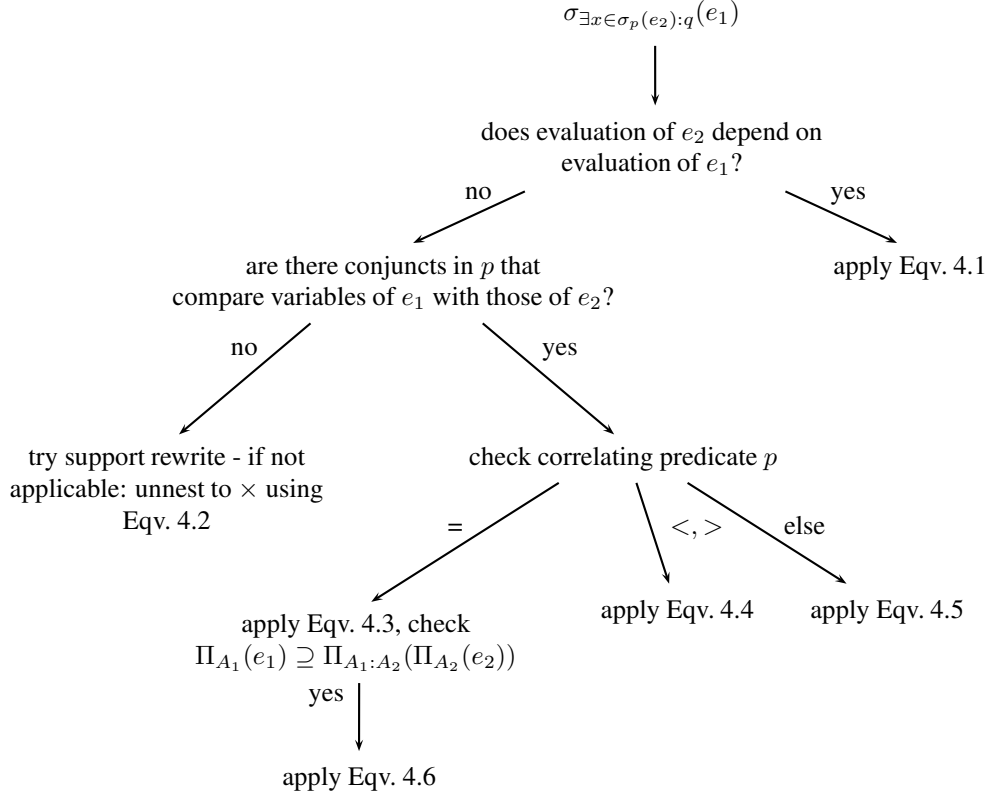 σ∃x∈σp(e2):q(e1)
does evaluation of e2 depend on
evaluation of e1?
no
yes
are there conjuncts in p that
compare variables of e1 with those of e2?
apply Eqv. 4.1
no
yes
try support rewrite - if not
applicable: unnest to × using
Eqv. 4.2
check correlating predicate p
=
<, >
else
apply Eqv. 4.3, check
ΠA1(e1) ⊇ ΠA1:A2(ΠA2(e2))
apply Eqv. 4.4
apply Eqv. 4.5
yes
apply Eqv. 4.6